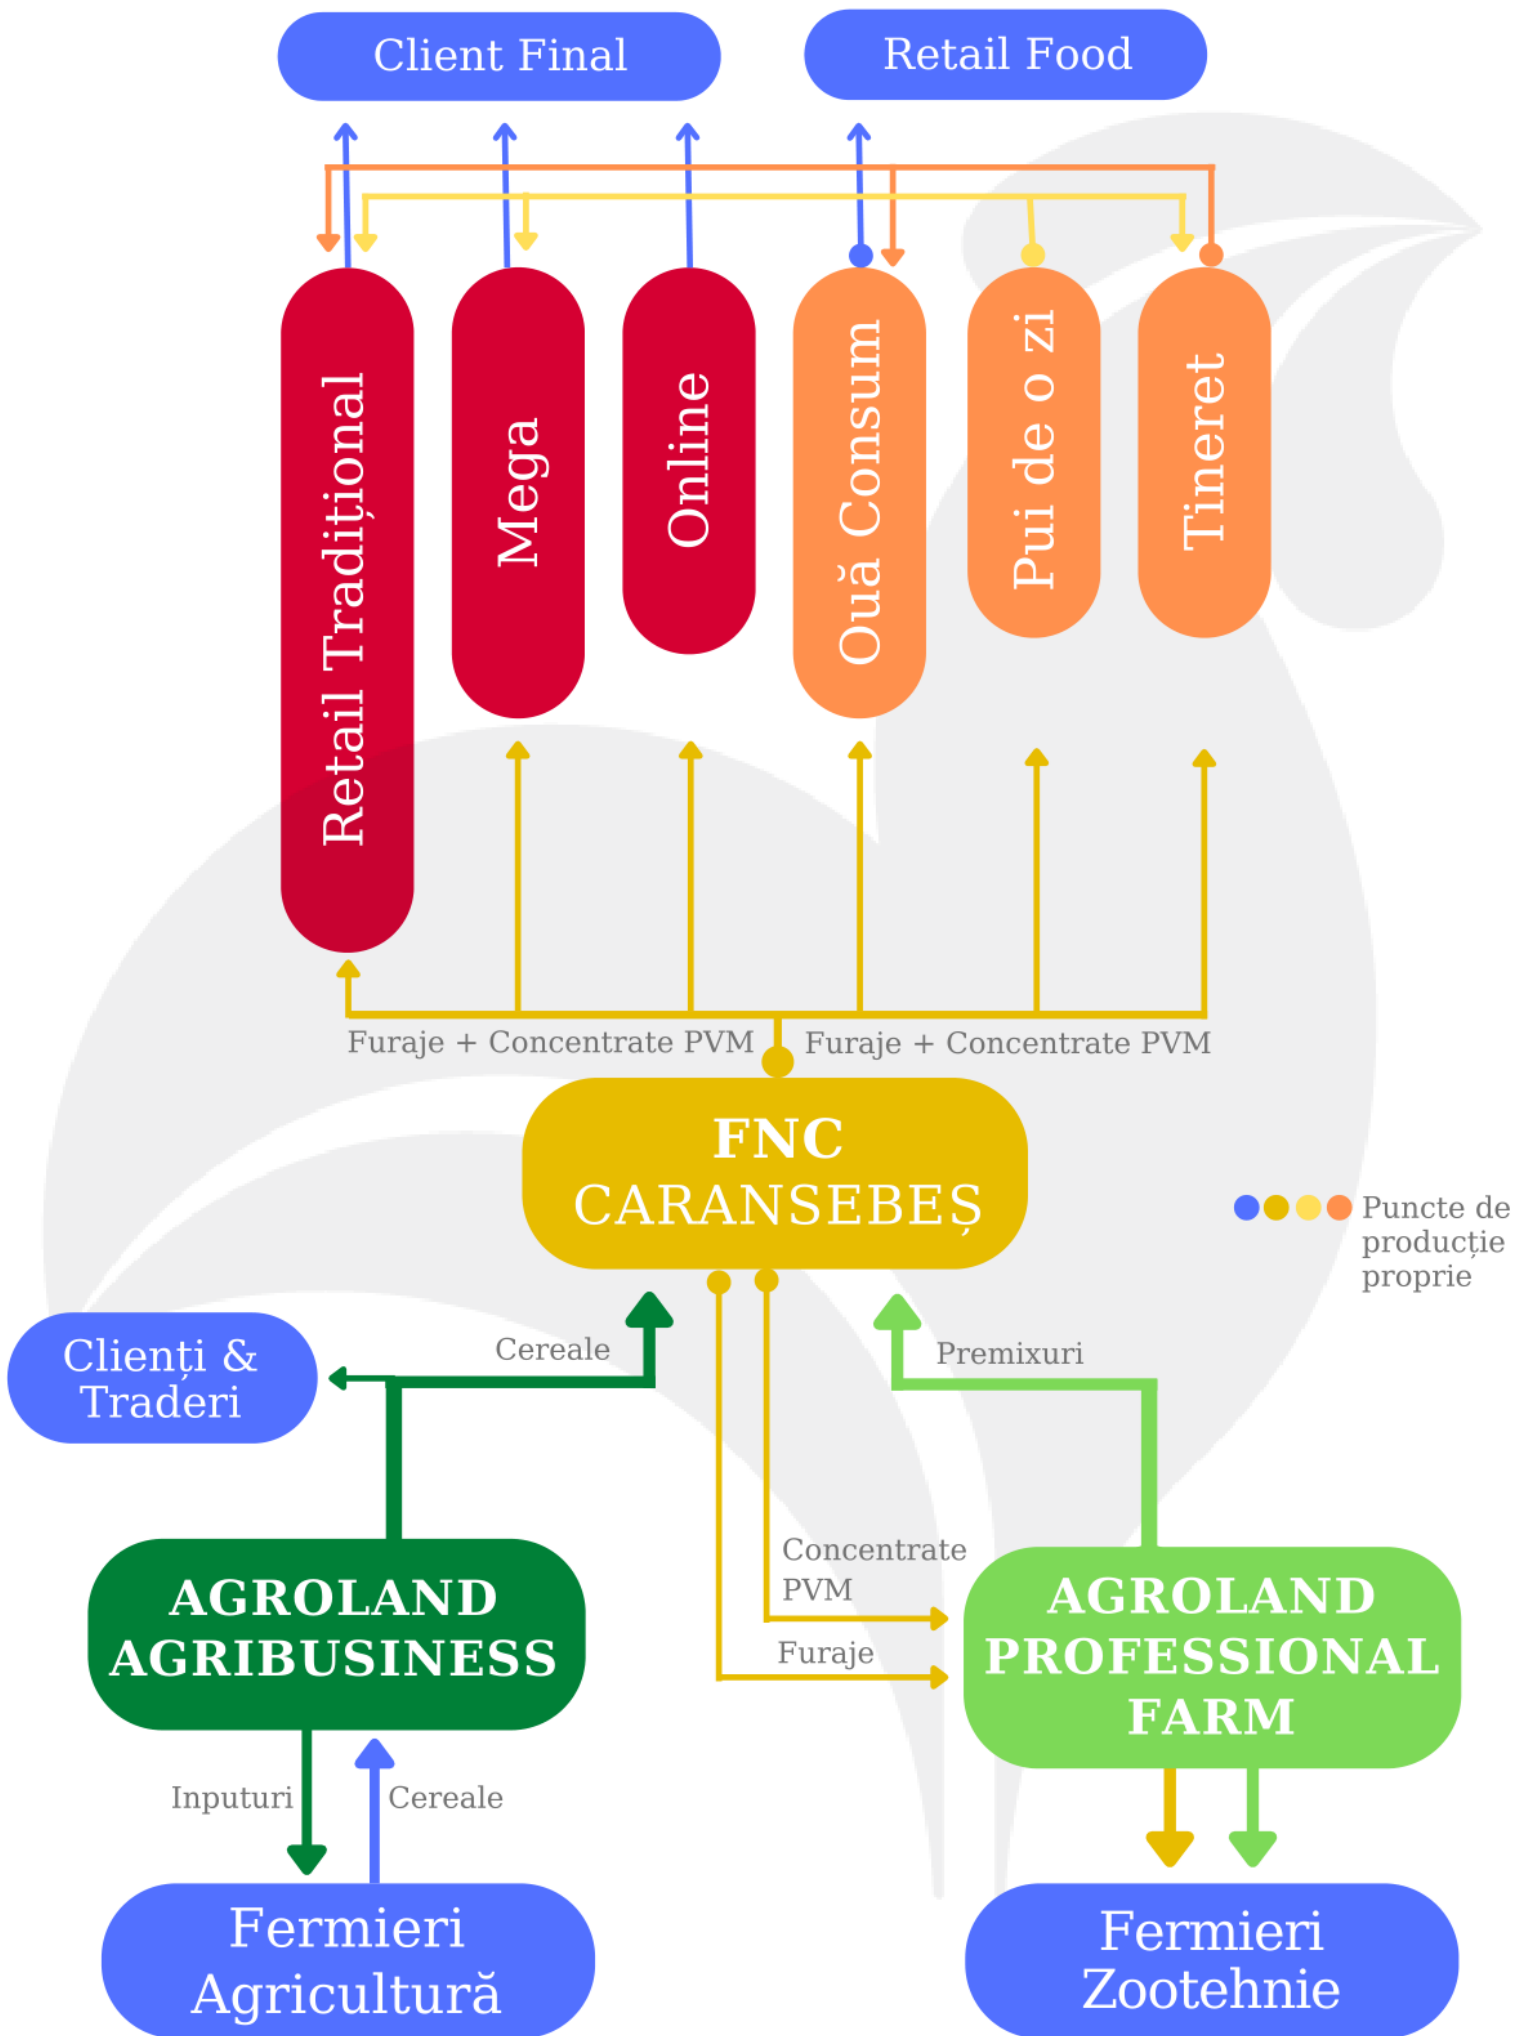 Client Final
Retail Food
Retail Tradițional
Mega
Online
Ouă Consum
Pui de o zi
Tineret
Furaje + Concentrate PVM
Furaje + Concentrate PVM
FNC
CARANSEBEȘ
Puncte de
producție
proprie
Clienți &
Traderi
Cereale
Premixuri
Concentrate
PVM
Furaje
AGROLAND
AGRIBUSINESS
AGROLAND
PROFESSIONAL
FARM
Inputuri
Cereale
Fermieri
Agricultură
Fermieri
Zootehnie